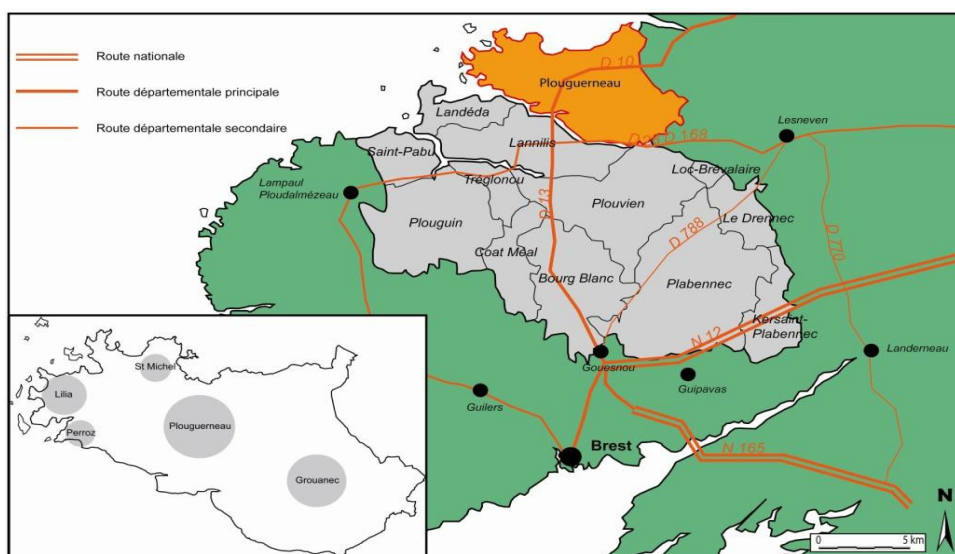 Route nationale
Route départementale principale
Route départementale secondaire
D 10
Plouguerneau
Landéda
Lannilis
D 168
Lesneven
Saint-Pabu
Loc-Brévalaire
Lampaul
Ploudalmézeau
Tréglonou
D 13
Plouvien
Le Drennec
Plouguin
D 788
D 770
Coat Méal
Bourg Blanc
Plabennec
N 12
Kersaint-
Plabennec
Gouesnou
Landerneau
Guipavas
Guilers
Brest
N 165
N
0
5 km
St Michel
Lilia
Plouguerneau
Perroz
Grouanec